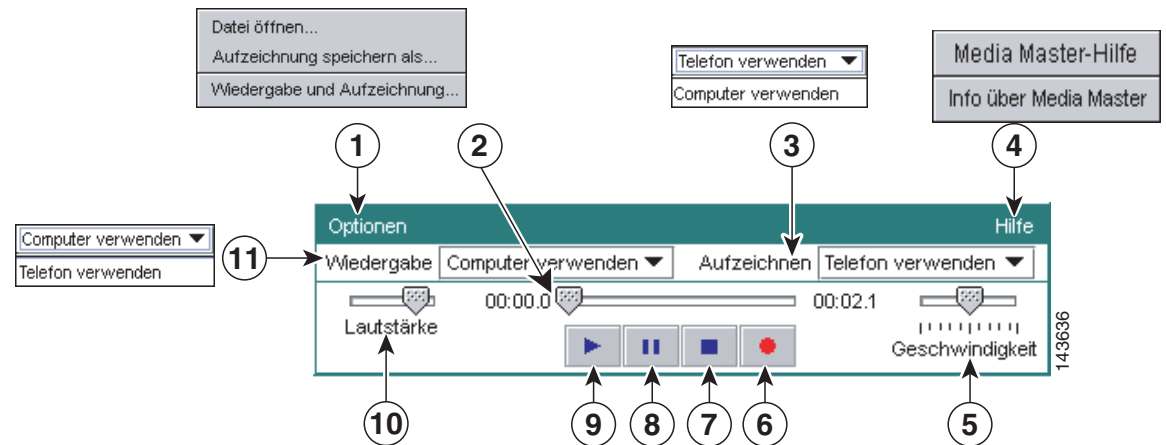 Datei öffnen...
Aufzeichnung speichern als...
Wiedergabe und Aufzeichnung...
Telefon verwenden
Computer verwenden
Media Master-Hilfe
Info über Media Master
1
2
3
4
Optionen
Hilfe
Computer verwenden
Telefon verwenden
11
Wiedergabe
Computer verwenden
Aufzeichnen
Telefon verwenden
00:00.0
00:02.1
Lautstärke
Geschwindigkeit
143636
10
9
8
7
6
5